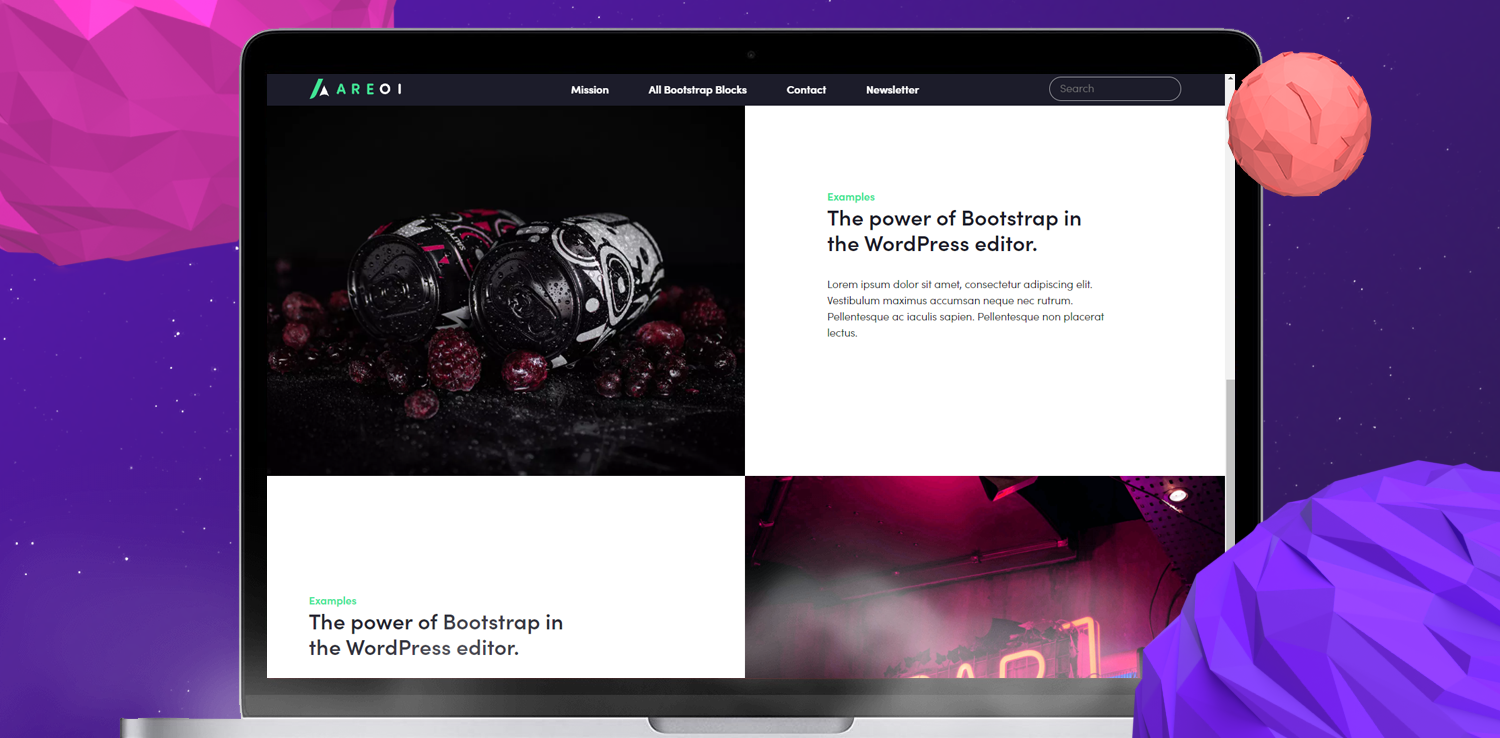 AREOI
Mission
All Bootstrap Blocks
Contact
Newsletter
Search
Examples
The power of Bootstrap in
the WordPress editor.
Lorem ipsum dolor sit amet, consectetur adipiscing elit.
Vestibulum maximus accumsan neque nec rutrum.
Pellentesque ac iaculis sapien. Pellentesque non placerat
lectus.
Examples
The power of Bootstrap in
the WordPress editor.